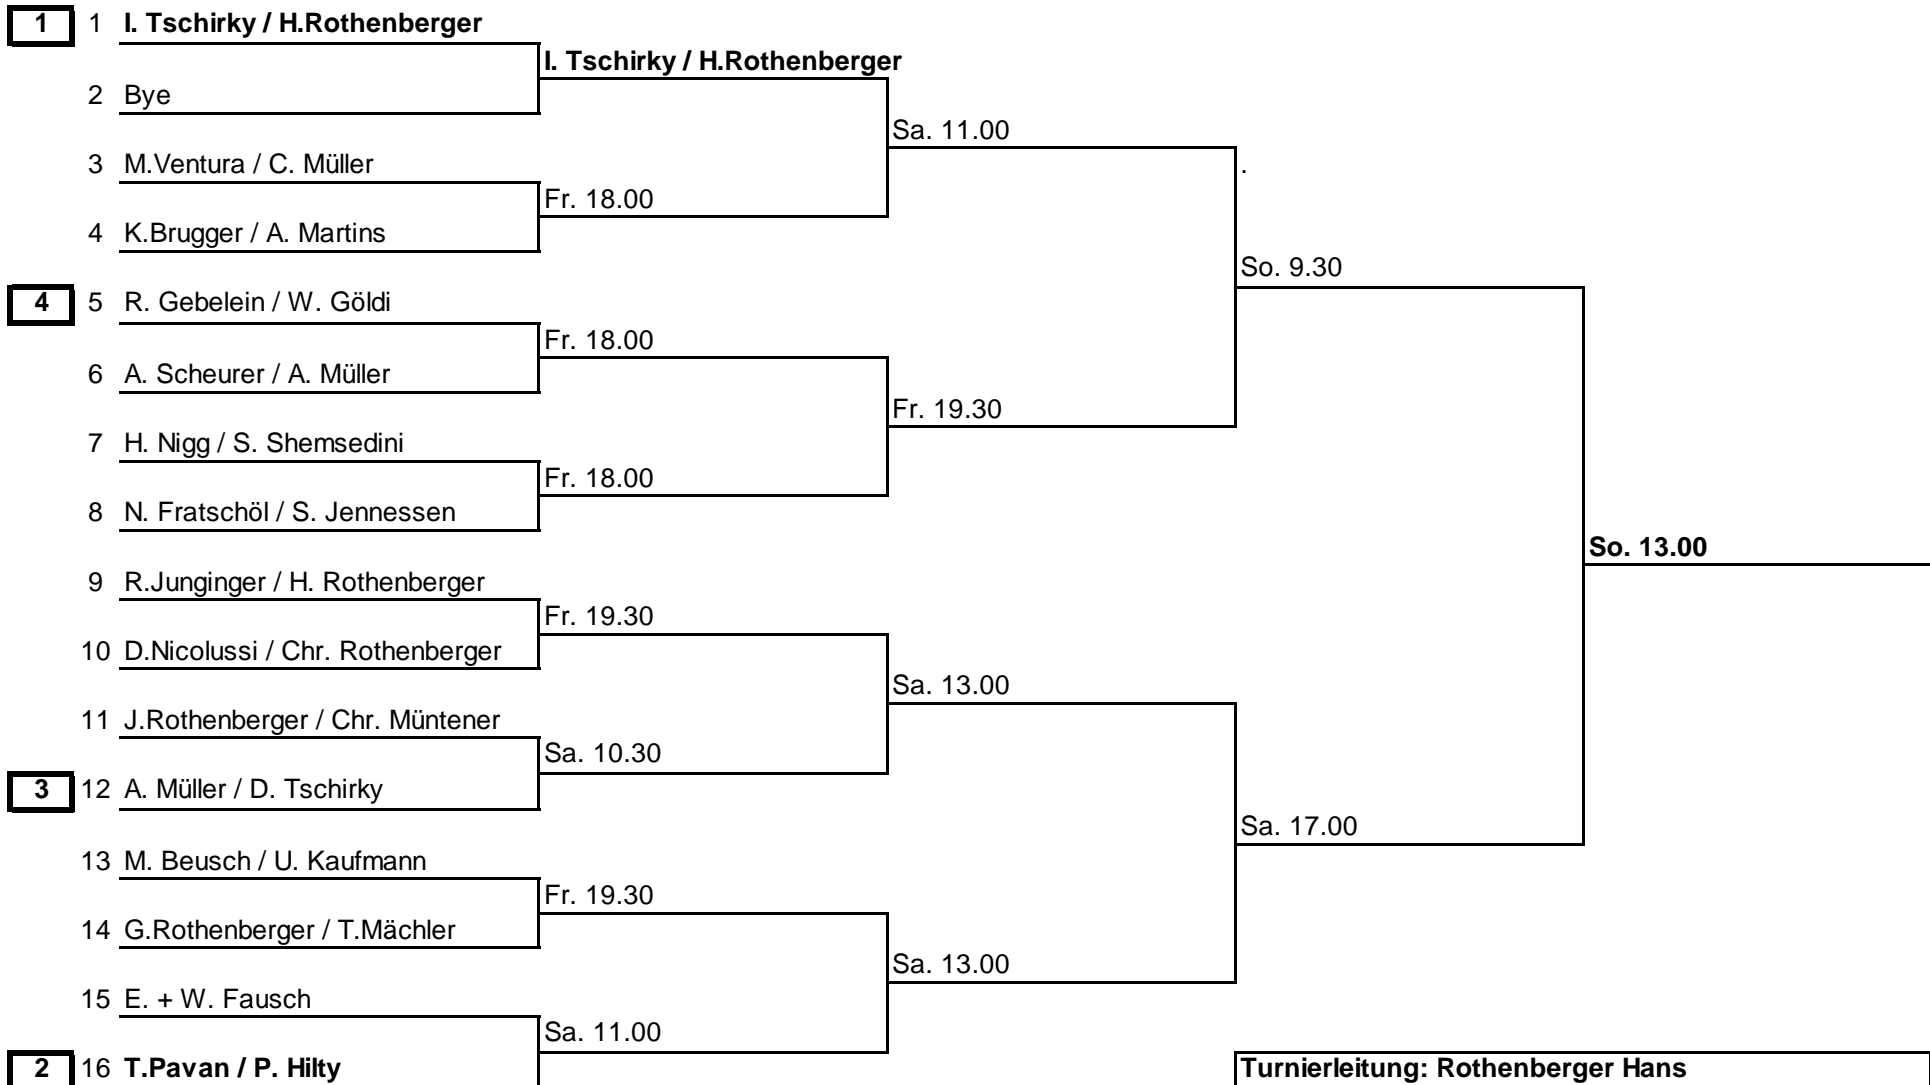 1 1 I. Tschirky / H.Rothenberger
I. Tschirky / H.Rothenberger
2 Bye
Sa. 11.00
3 M.Ventura / C. Müller
.
Fr. 18.00
4 K.Brugger / A. Martins
So. 9.30
4 5 R. Gebelein / W. Göldi
Fr. 18.00
6 A. Scheurer / A. Müller
Fr. 19.30
7 H. Nigg / S. Shemsedini
Fr. 18.00
8 N. Fratschöl / S. Jennessen
So. 13.00
9 R.Junginger / H. Rothenberger
Fr. 19.30
10 D.Nicolussi / Chr. Rothenberger
Sa. 13.00
11 J.Rothenberger / Chr. Müntener
Sa. 10.30
3 12 A. Müller / D. Tschirky
Sa. 17.00
13 M. Beusch / U. Kaufmann
Fr. 19.30
14 G.Rothenberger / T.Mächler
Sa. 13.00
15 E. + W. Fausch
Sa. 11.00
2 16 T.Pavan / P. Hilty
Turnierleitung: Rothenberger Hans